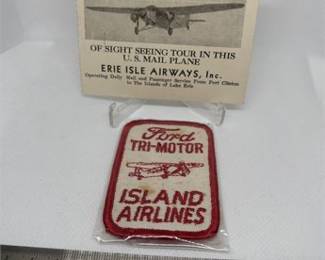 OF SIGHT SEEING TOUR IN THIS
U. S. MAIL PLANE
ERIE ISLE AIRWAYS, Inc.
Operating Daily Mail and Passenger Service From Port Clinton
to The Islands of Lake Erie
Ford
TRI-MOTOR
ISLAND
AIRLINES